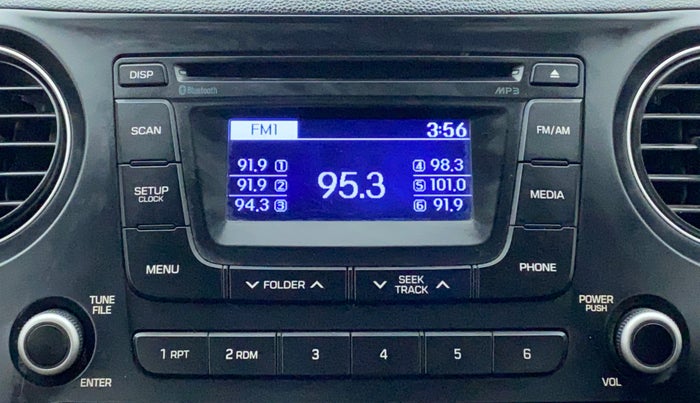 DISP
Bluetooth
MP3
SCAN
FM1
3:56
FM/AM
91.9 1
4 98.3
91.9 2
95.3
5 101.0
94.3 3
6 91.9
SETUP
CLOCK
MEDIA
MENU
FOLDER
SEEK
TRACK
PHONE
TUNE
FILE
POWER
PUSH
1 RPT
2 RDM
3
4
5
6
ENTER
VOL